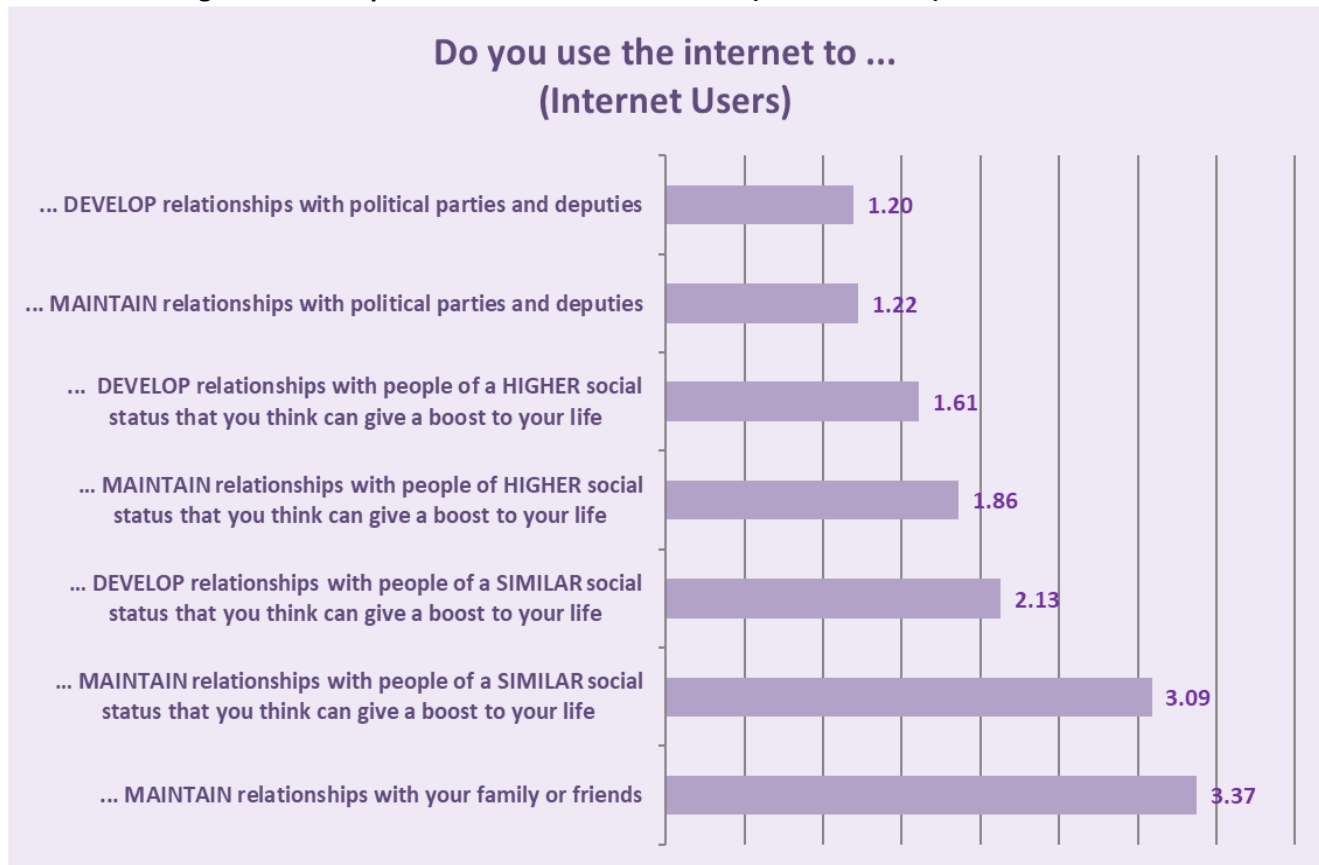 Do you use the internet to ...
(Internet Users)
... DEVELOP relationships with political parties and deputies
1.20
... MAINTAIN relationships with political parties and deputies
1.22
... DEVELOP relationships with people of a HIGHER social
status that you think can give a boost to your life
1.61
... MAINTAIN relationships with people of HIGHER social
status that you think can give a boost to your life
1.86
... DEVELOP relationships with people of a SIMILAR social
status that you think can give a boost to your life
2.13
... MAINTAIN relationships with people of a SIMILAR social
status that you think can give a boost to your life
3.09
... MAINTAIN relationships with your family or friends
3.37